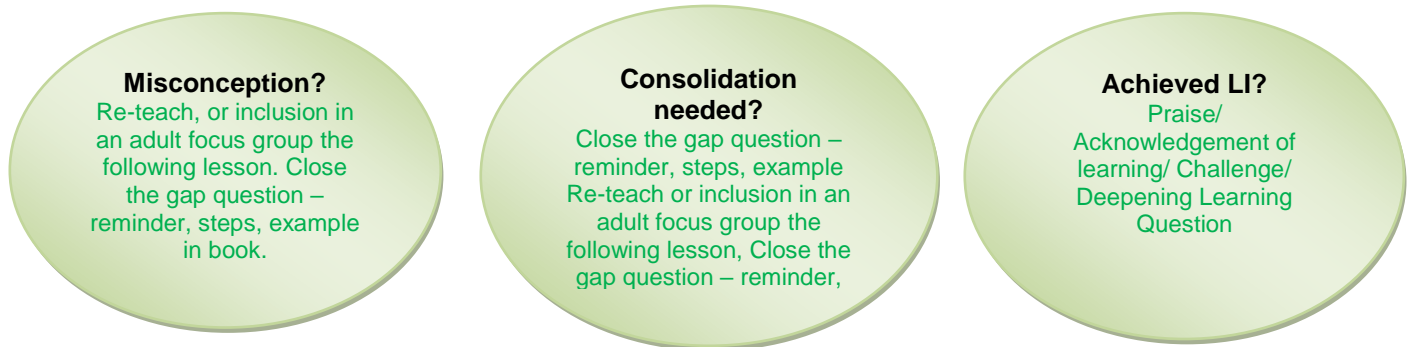 Misconception?
Re-teach, or inclusion in
an adult focus group the
following lesson. Close
the gap question –
reminder, steps, example
in book.
Consolidation
needed?
Close the gap question –
reminder, steps, example
Re-teach or inclusion in an
adult focus group the
following lesson, Close the
gap question – reminder,
Achieved LI?
Praise/
Acknowledgement of
learning/ Challenge/
Deepening Learning
Question